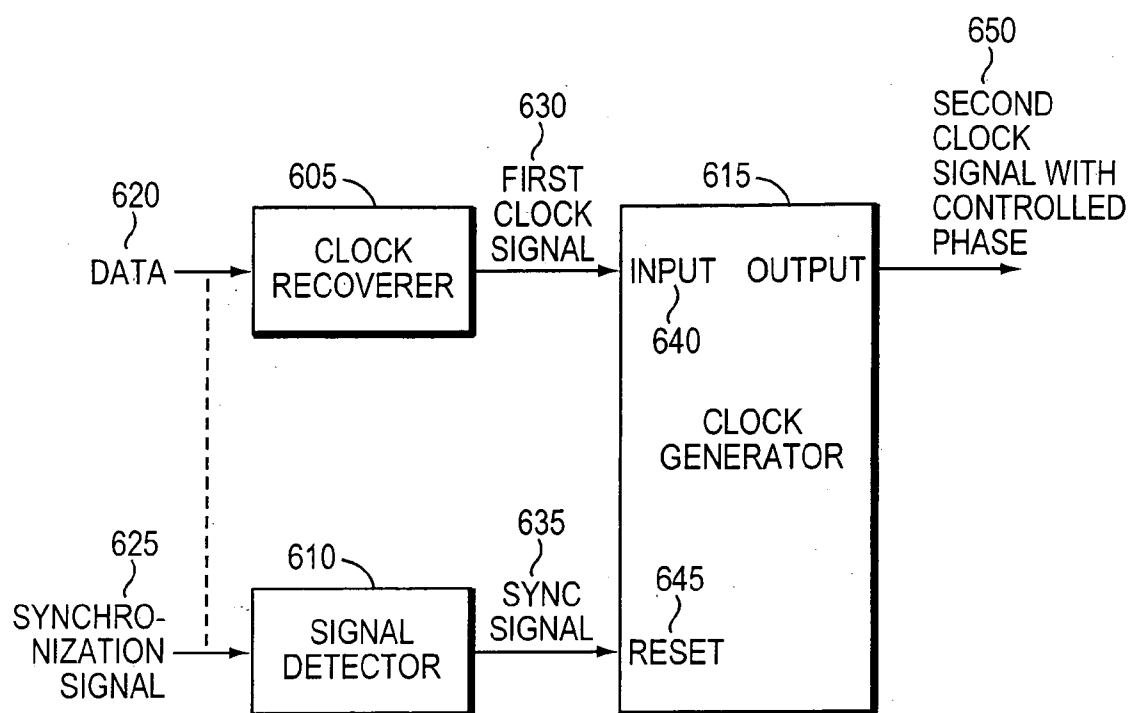 650
SECOND
CLOCK
SIGNAL WITH
CONTROLLED
PHASE
630
FIRST
CLOCK
SIGNAL
605
615
620
DATA
CLOCK
RECOVERER
INPUT
OUTPUT
640
CLOCK
GENERATOR
625
SYNCHRO-
NIZATION
SIGNAL
610
SIGNAL
DETECTOR
635
SYNC
SIGNAL
645
RESET